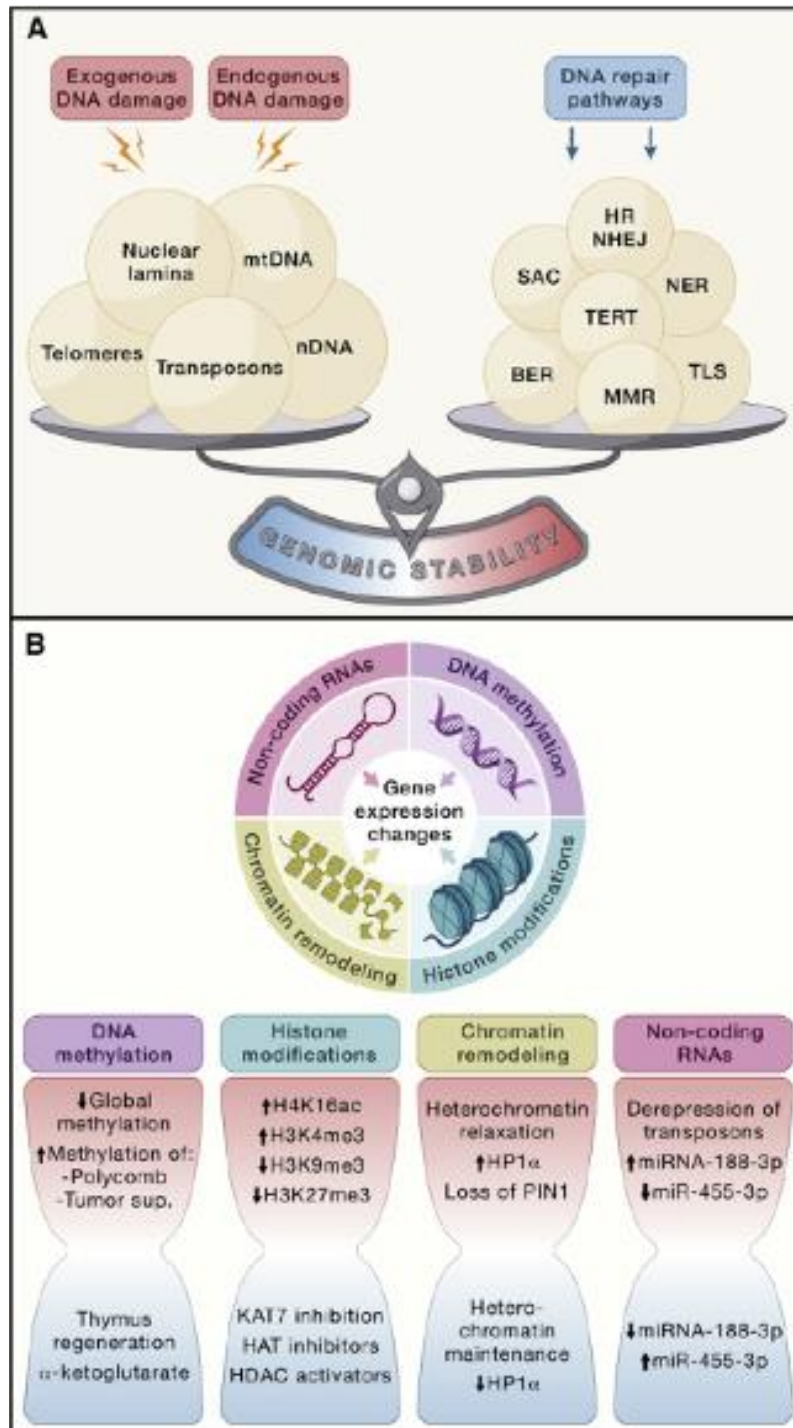 A
Exogenous
DNA damage
Endogenous
DNA damage
DNA repair
pathways
Nuclear
lamina
mtDNA
Telomeres
Transposons
nDNA
HR
NHEJ
SAC
NER
TERT
BER
TLS
MMR
GENOMIC STABILITY
B
Non-coding RNAs
DNA methylation
Gene
expression
changes
Chromatin remodeling
Histone modifications
DNA
methylation
⬇Global
methylation
⬆Methylation of:
-Polycomb
-Tumor sup.
Thymus
regeneration
α-ketoglutarate
Histone
modifications
⬆H4K16ac
⬆H3K4me3
⬇H3K9me3
⬇H3K27me3
KAT7 inhibition
HAT inhibitors
HDAC activators
Chromatin
remodeling
Heterochromatin
relaxation
⬆HP1α
Loss of PIN1
Hetero-
chromatin
maintenance
⬇HP1α
Non-coding
RNAs
Derepression of
transposons
⬆miRNA-188-3p
⬇miR-455-3p
⬇miRNA-188-3p
⬆miR-455-3p